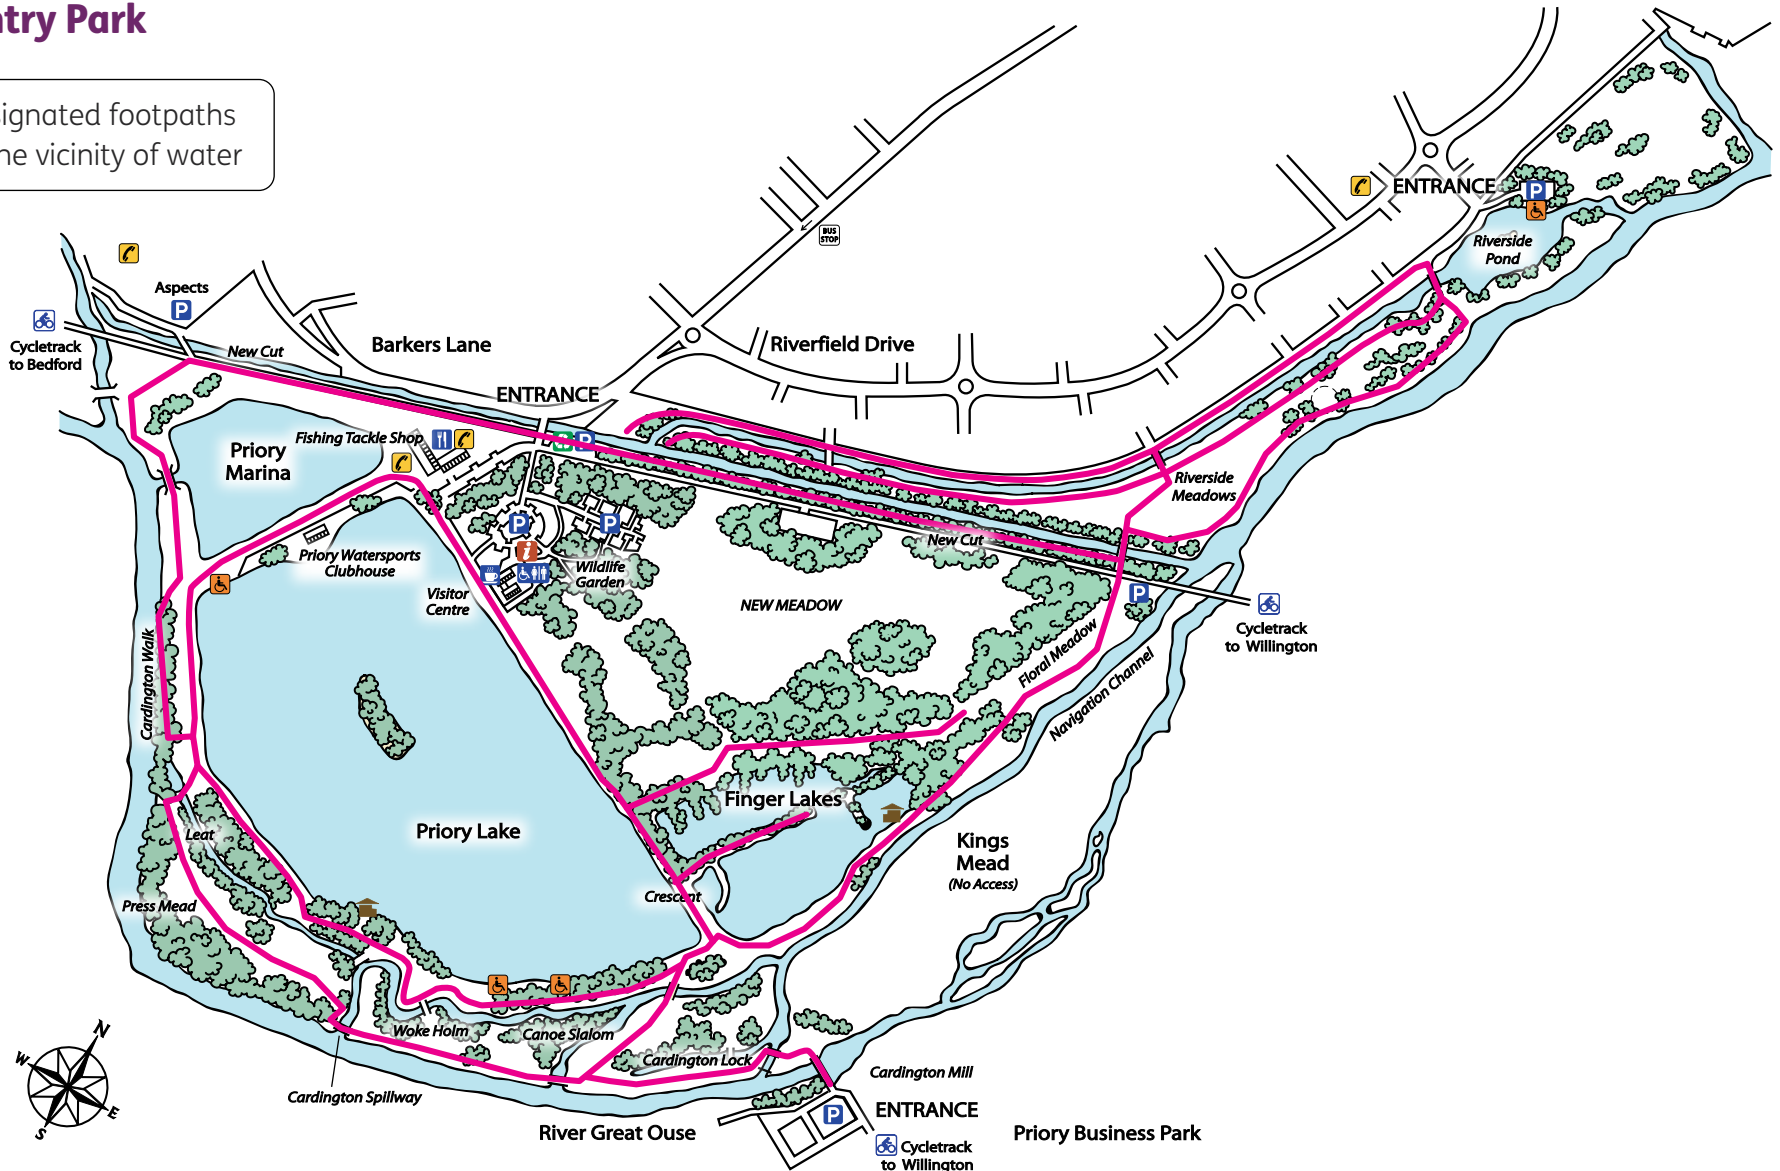 ntry Park
ignated footpaths
he vicinity of water
Aspects
P
Cycletrack
to Bedford
New Cut
Barkers Lane
ENTRANCE
BUS
STOP
Riverfield Drive
ENTRANCE
P
Riverside
Pond
Fishing Tackle Shop
P
Priory
Marina
Riverside
Meadows
Priory Watersports
Clubhouse
P
P
i
Wildlife
Garden
New Cut
Visitor
Centre
NEW MEADOW
P
Cycletrack
to Willington
Cardington Walk
Floral Meadow
Navigation Channel
Finger Lakes
Priory Lake
Leat
Kings
Mead
(No Access)
Press Mead
Crescent
Woke Holm
Canoe Slalom
Cardington Lock
Cardington Spillway
Cardington Mill
N
W
E
S
P
ENTRANCE
River Great Ouse
Priory Business Park
Cycletrack
to Willington